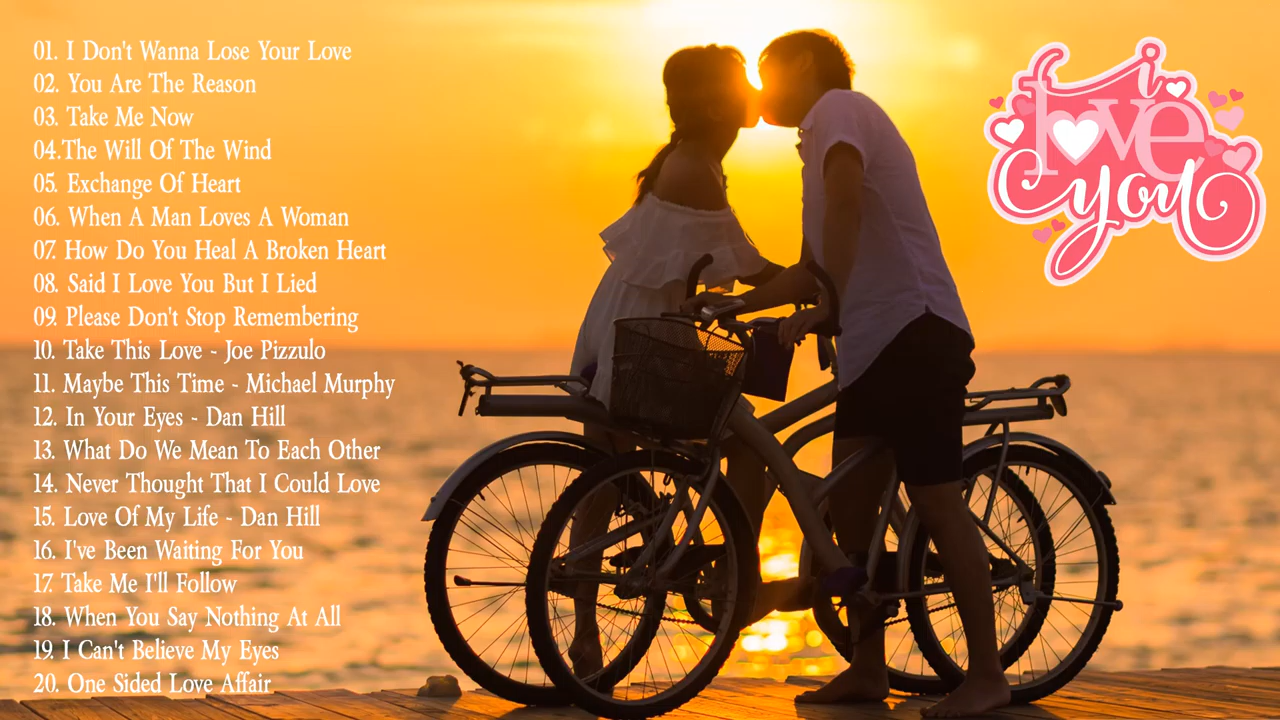 01. I Don't Wanna Lose Your Love
02. You Are The Reason
03. Take Me Now
04.The Will Of The Wind
05. Exchange Of Heart
06. When A Man Loves A Woman
07. How Do You Heal A Broken Heart
08. Said I Love You But I Lied
09. Please Don't Stop Remembering
10. Take This Love - Joe Pizzulo
11. Maybe This Time - Michael Murphy
12. In Your Eyes - Dan Hill
13. What Do We Mean To Each Other
14. Never Thought That I Could Love
15. Love Of My Life - Dan Hill
16. I've Been Waiting For You
17. Take Me I'll Follow
18. When You Say Nothing At All
19. I Can't Believe My Eyes
20. One Sided Love Affair
i
love
you